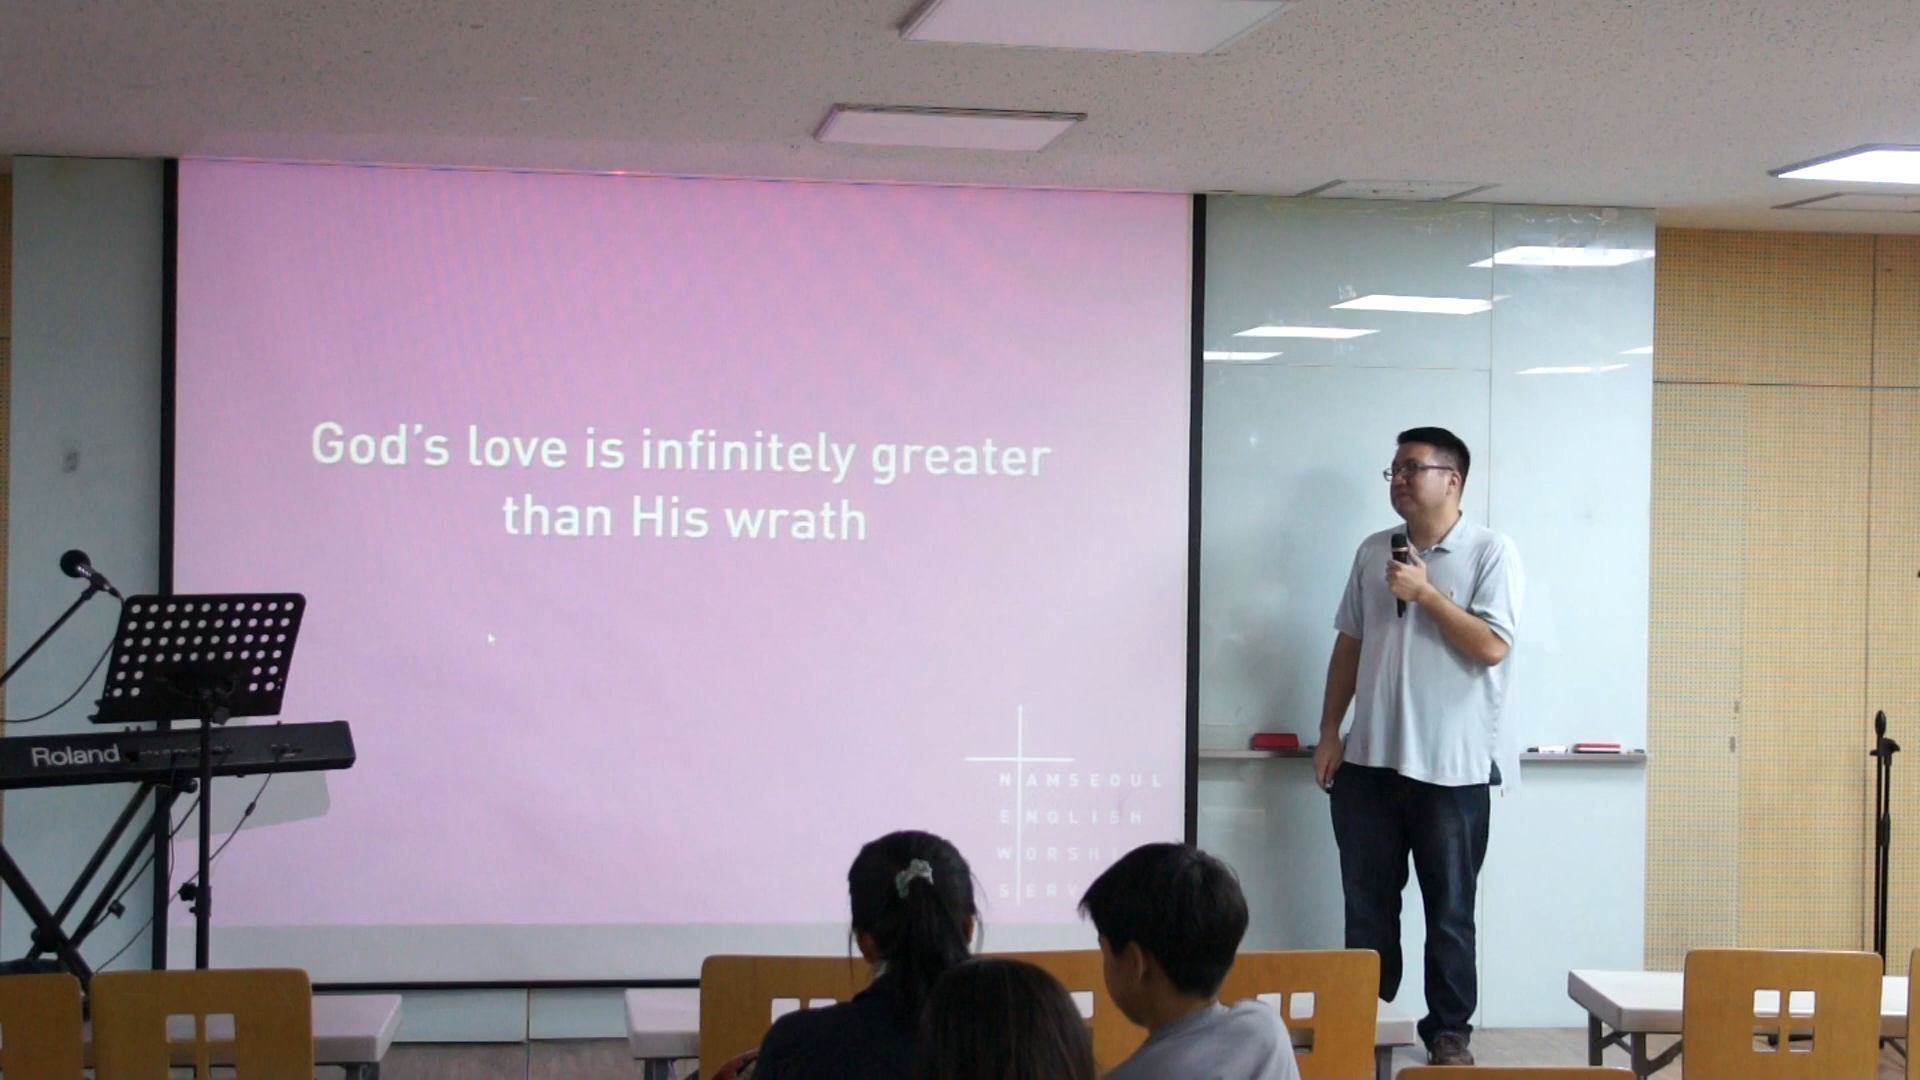 God's love is infinitely greater
than His wrath
Roland
NAMSEOUL
ENGLISH